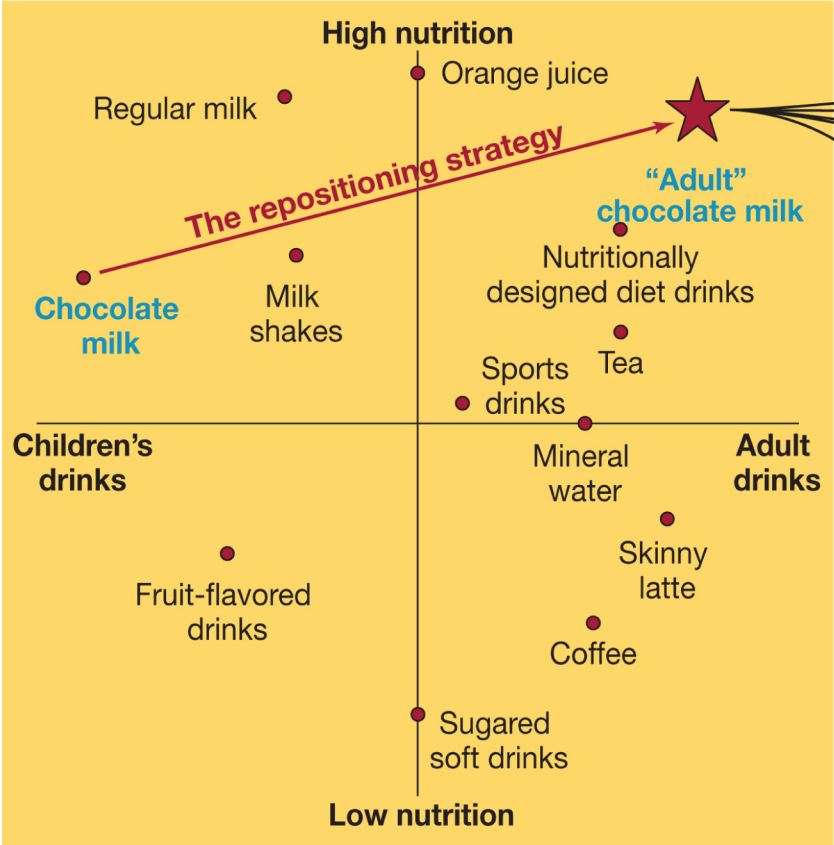 High nutrition
Orange juice
Regular milk
The repositioning strategy
“Adult”
chocolate milk
Nutritionally
designed diet drinks
Chocolate
milk
Milk
shakes
Tea
Sports
drinks
Children’s
drinks
Adult
drinks
Mineral
water
Skinny
latte
Fruit-flavored
drinks
Coffee
Sugared
soft drinks
Low nutrition